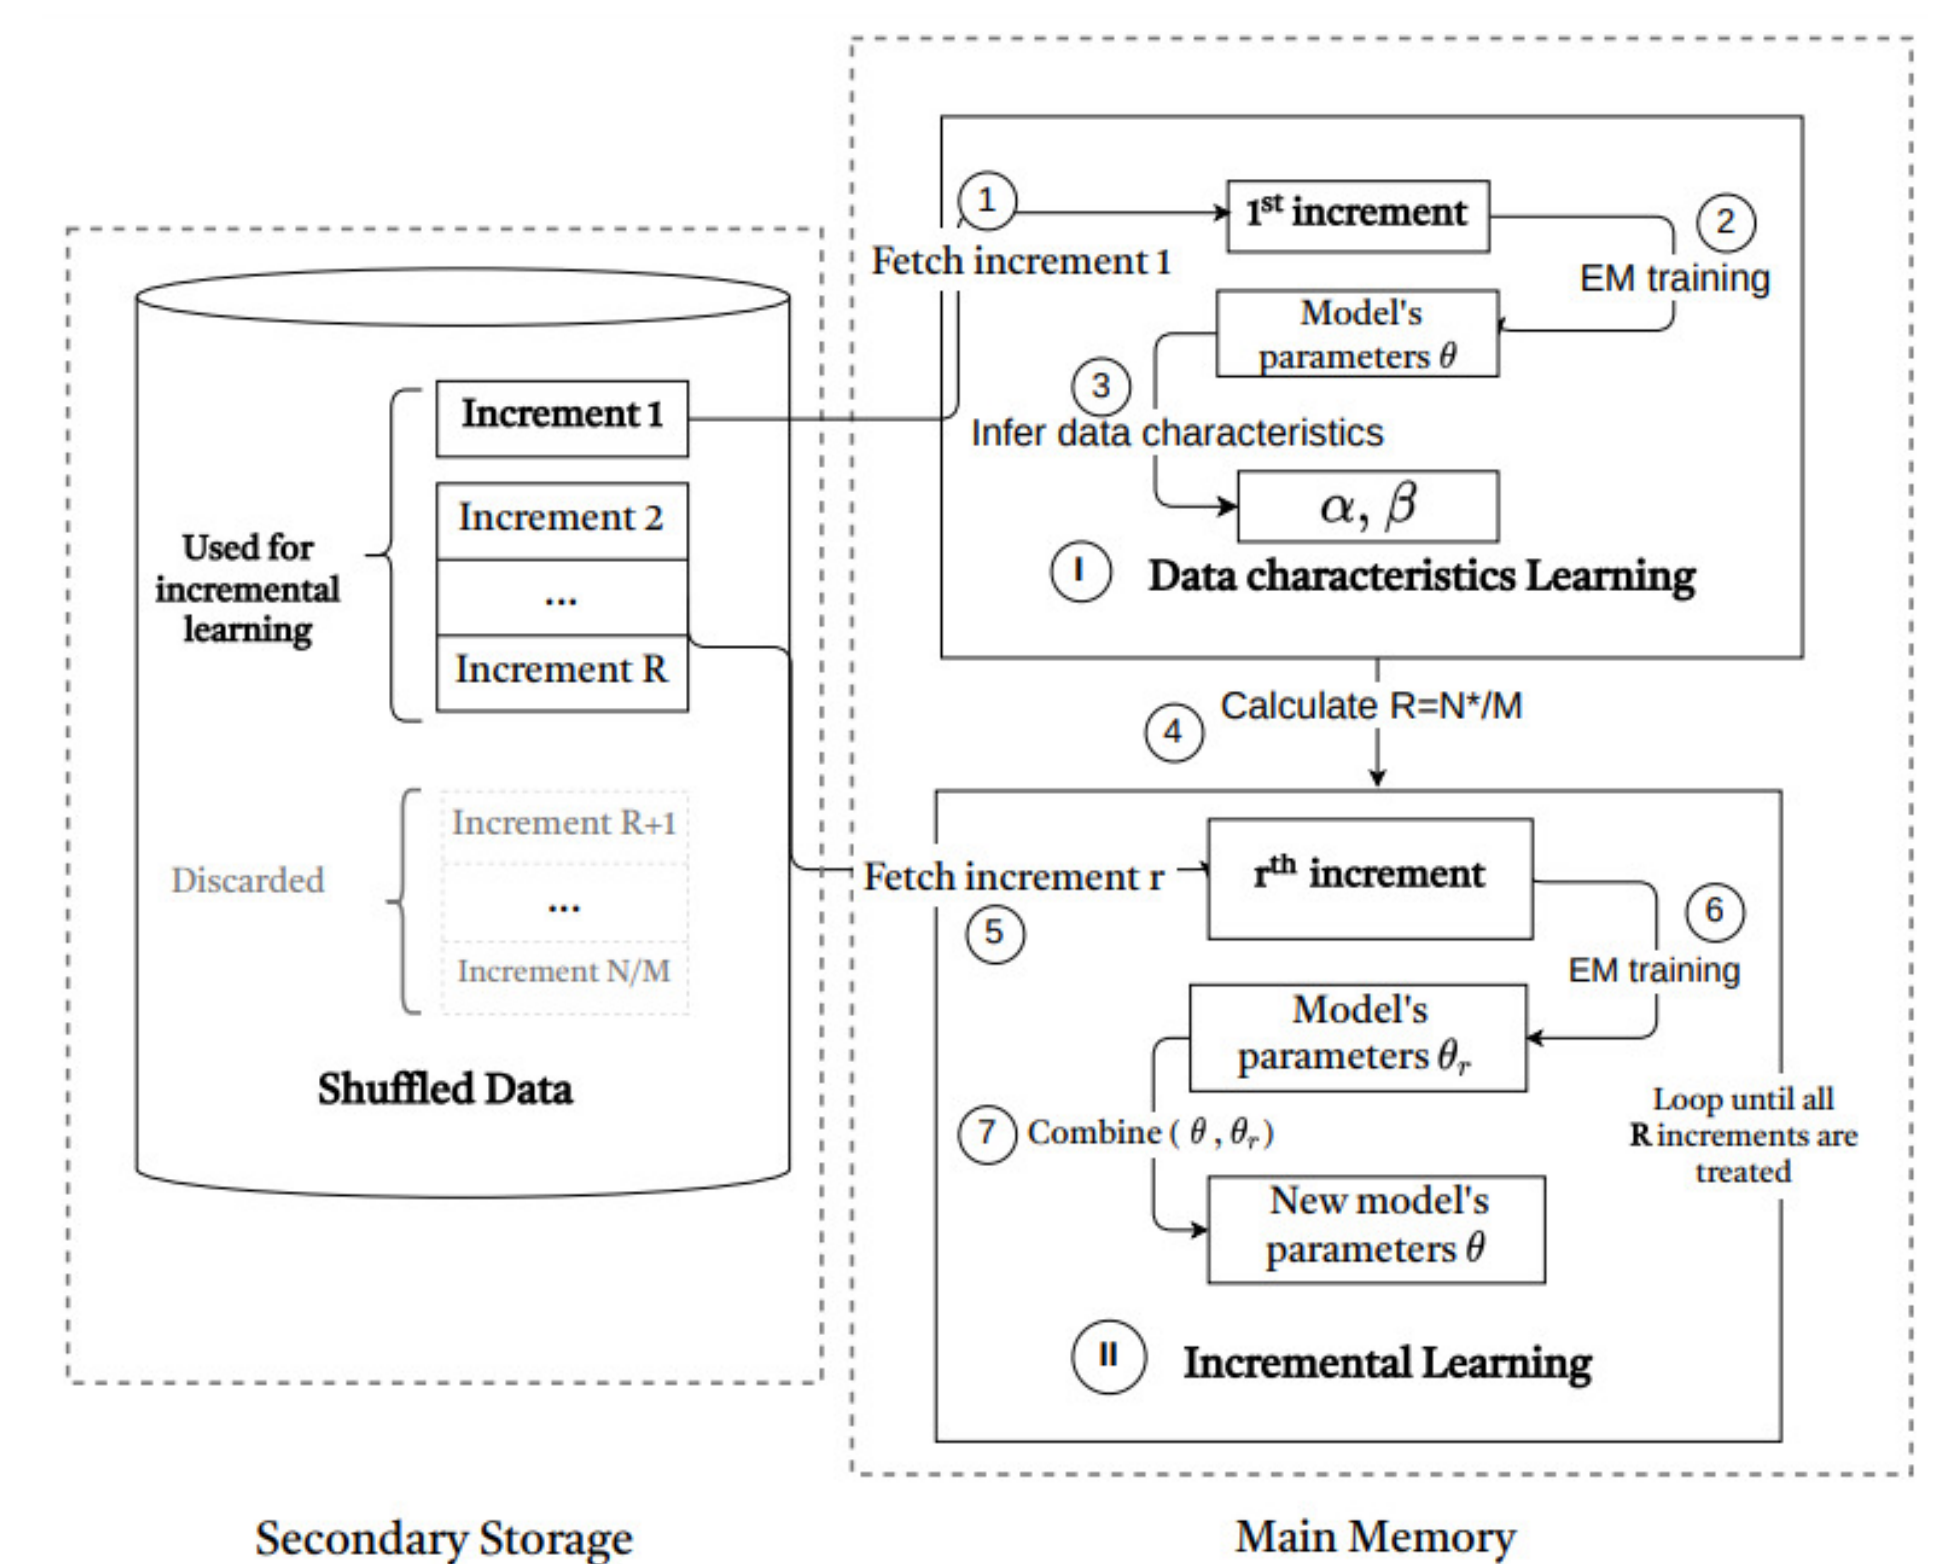 Increment 1
Increment 2
...
Increment R
Used for
incremental
learning
Increment R+1
...
Increment N/M
Discarded
Shuffled Data
Secondary Storage
1
Fetch increment 1
1st increment
2
EM training
Model's
parameters θ
3
Infer data characteristics
α, β
I
Data characteristics Learning
4
Calculate R=N*/M
Fetch increment r
5
rth increment
6
EM training
Model's
parameters θr
7
Combine ( θ , θr )
New model's
parameters θ
Loop until all
R increments are
treated
II
Incremental Learning
Main Memory